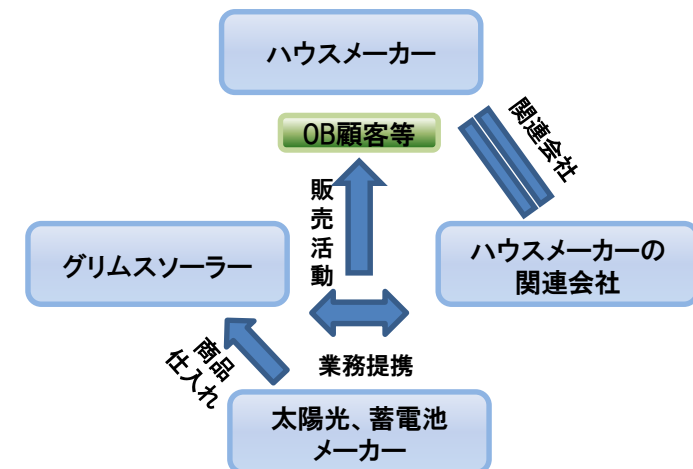 ハウスメーカー
OB顧客等
関連会社
販売活動
グリムスソーラー
ハウスメーカーの
関連会社
商品
仕入れ
業務提携
太陽光、蓄電池
メーカー